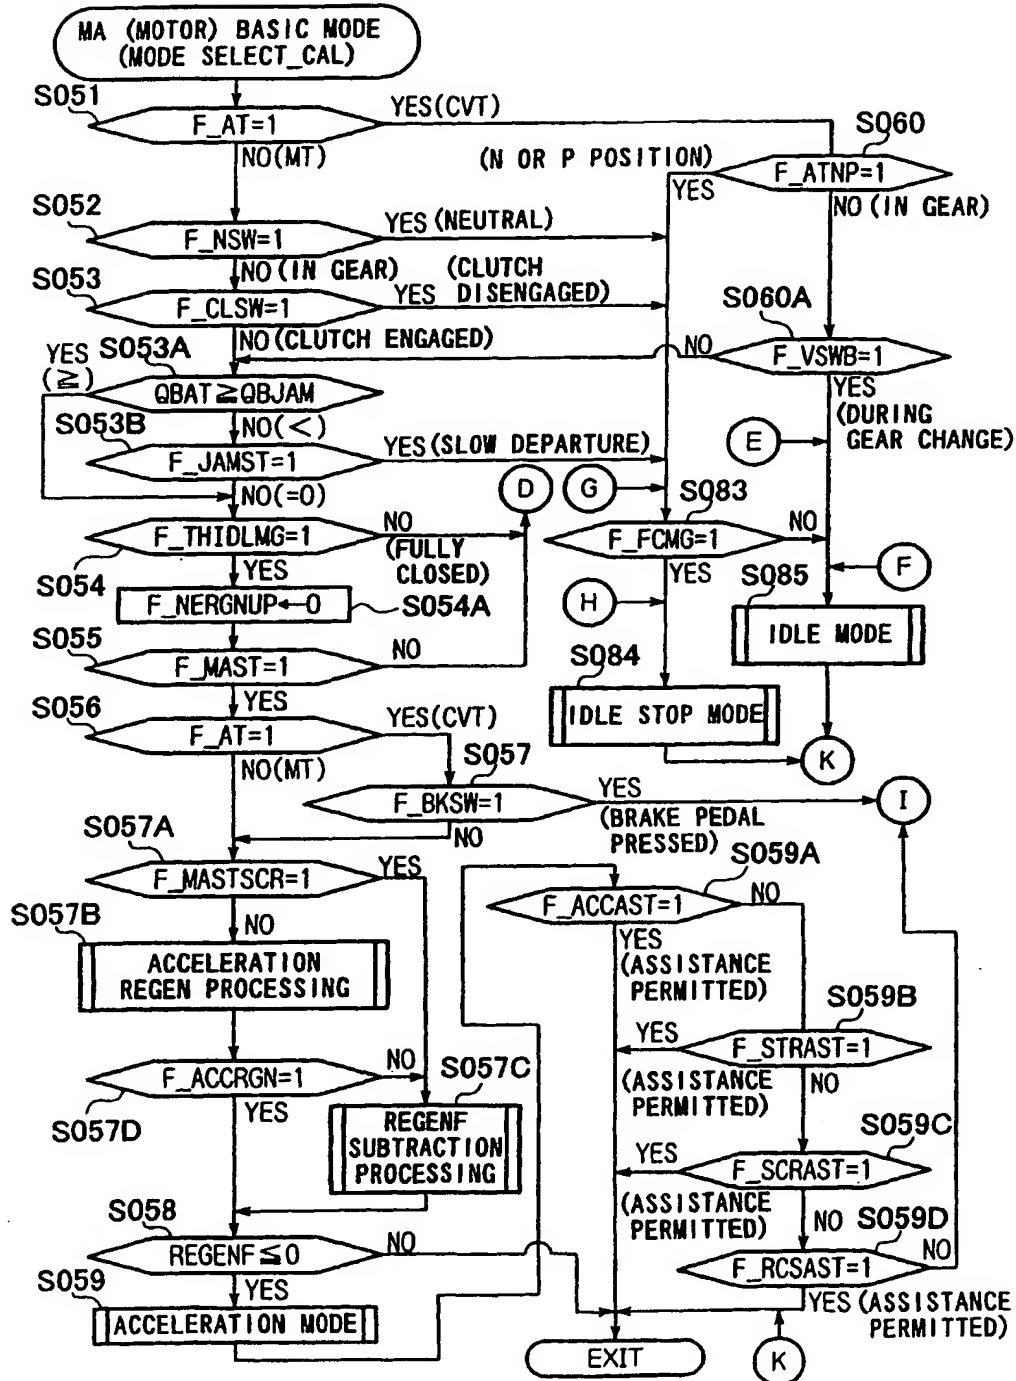 MA (MOTOR) BASIC MODE
(MODE SELECT_CAL)
S051
F_AT=1
YES(CVT)
NO(MT)
S060
(N OR P POSITION)
F_ATNP=1
YES
NO(IN GEAR)
S052
F_NSW=1
YES(NEUTRAL)
NO(IN GEAR)
S053
F_CLSW=1
(CLUTCH
YES DISENGAGED)
NO(CLUTCH ENGAGED)
S060A
F_VSWB=1
NO
YES
(DURING
GEAR CHANGE)
S053A
YES
(≧)
QBAT≧QBJAM
NO(<)
S053B
F_JAMST=1
YES(SLOW DEPARTURE)
NO(=0)
E
D
G
S083
F_FCMG=1
NO
YES
F_THIDLMG=1
NO
(FULLY
CLOSED)
S054
YES
F_NERGNUP←0
S054A
H
F
S085
IDLE MODE
S055
F_MAST=1
NO
YES
S084
IDLE STOP MODE
K
S056
F_AT=1
YES(CVT)
NO(MT)
S057
F_BKSW=1
YES
(BRAKE PEDAL
PRESSED)
NO
I
S057A
F_MASTSCR=1
YES
NO
S057B
ACCELERATION
REGEN PROCESSING
S059A
F_ACCAST=1
NO
YES
(ASSISTANCE
PERMITTED)
S059B
F_STRAST=1
YES
(ASSISTANCE
PERMITTED)
NO
F_ACCRGN=1
NO
S057D
YES
S057C
REGENF
SUBTRACTION
PROCESSING
S059C
F_SCRAST=1
YES
(ASSISTANCE
PERMITTED)
NO
S058
REGENF≦0
NO
YES
S059D
F_RCSAST=1
NO
YES(ASSISTANCE
PERMITTED)
S059
ACCELERATION MODE
EXIT
K